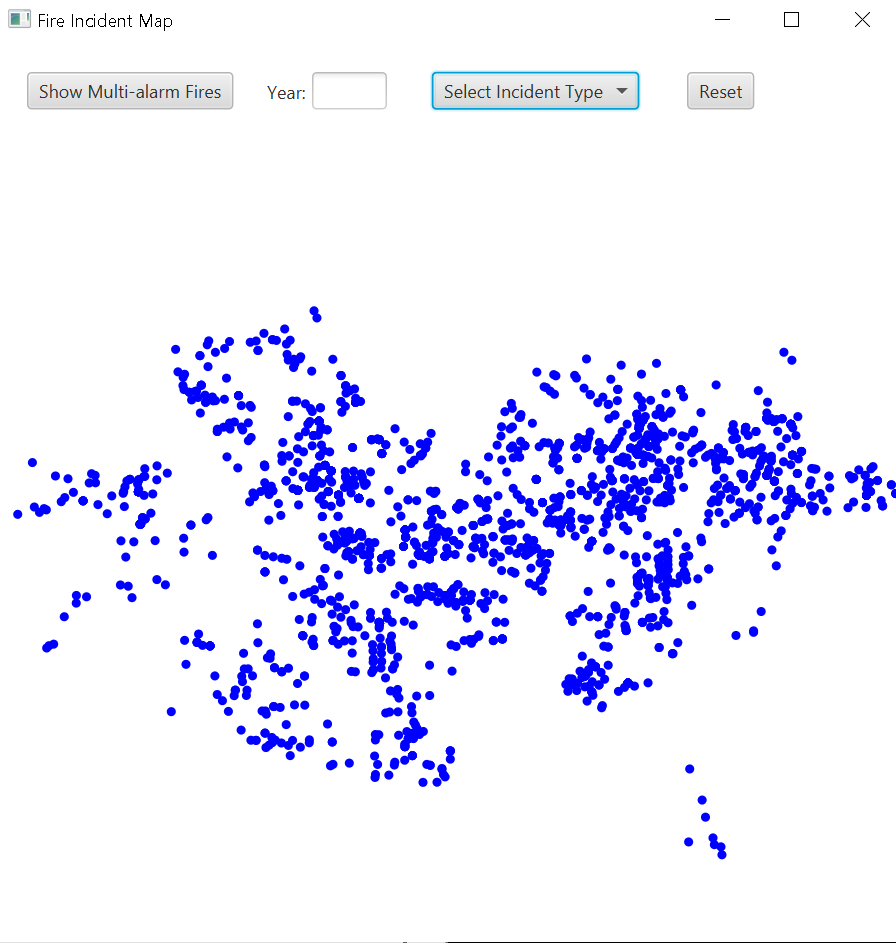 Fire Incident Map
Show Multi-alarm Fires Year: Select Incident Type Reset